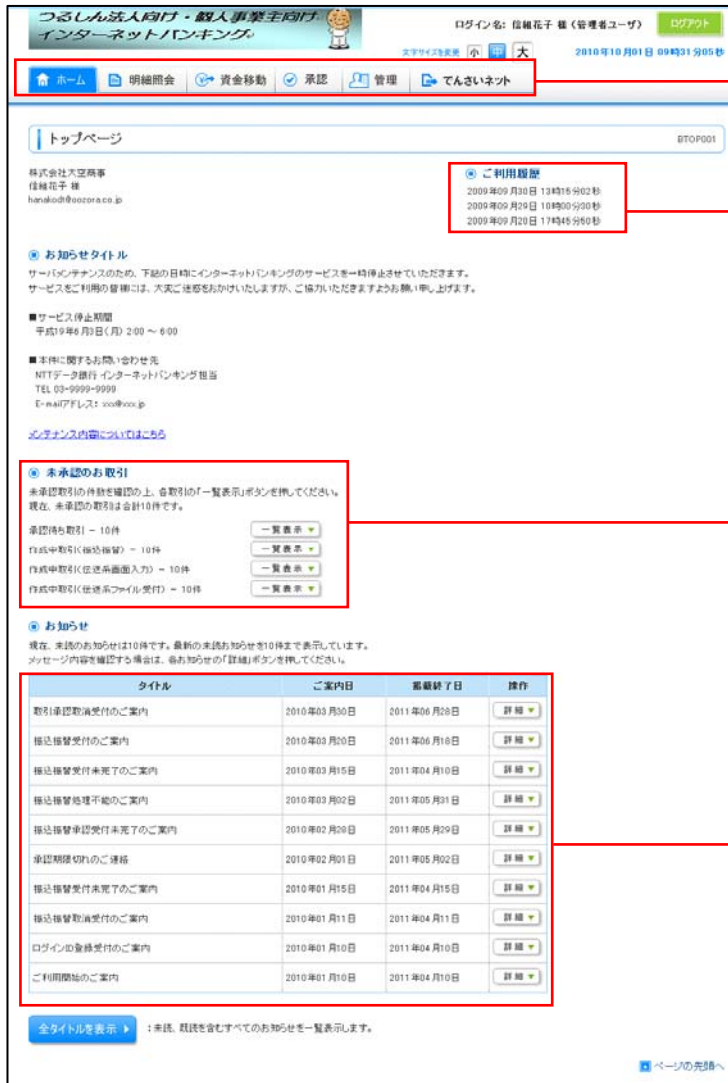 つるしん法人向け・個人事業主向け
インターネットバンキング
ログイン名: 信組花子 様 (管理者ユーザ)
ログアウト
文字サイズを変更 小 中 大
2010年10月01日 09時31分05秒
ホーム 明細照会 資金移動 承認 管理 でんさいネット
トップページ
BTOP001
株式会社大空商事
信組花子 様
hanakodt@oozora.co.jp
ご利用履歴
2009年09月30日 13時15分02秒
2009年09月29日 10時00分30秒
2009年09月20日 17時45分50秒
お知らせタイトル
サーバメンテナンスのため、下記の日時にインターネットバンキングのサービスを一時停止させていただきます。
サービスをご利用の皆様には、大変ご迷惑をおかけいたしますが、ご協力いただきますようお願い申し上げます。
■サービス停止期間
平成19年6月3日(月) 2:00 ～ 6:00
■本件に関するお問い合わせ先
NTTデータ銀行 インターネットバンキング担当
TEL 03-9999-9999
E-mailアドレス: xxx@xxx.jp
メンテナンス内容についてはこちら
未承認のお取引
未承認取引の件数を確認の上、各取引の「一覧表示」ボタンを押してください。
現在、未承認の取引は合計10件です。
承認待ち取引 - 10件 一覧表示
作成中取引(振込振替) - 10件 一覧表示
作成中取引(伝送系画面入力) - 10件 一覧表示
作成中取引(伝送系ファイル受付) - 10件 一覧表示
お知らせ
現在、未読のお知らせは10件です。最新の未読お知らせを10件まで表示しています。
メッセージ内容を確認する場合は、各お知らせの「詳細」ボタンを押してください。
タイトル ご案内日 掲載終了日 操作
取引承認取消受付のご案内 2010年03月30日 2011年06月28日 詳細
振込振替受付のご案内 2010年03月20日 2011年06月18日 詳細
振込振替受付未完了のご案内 2010年03月15日 2011年04月10日 詳細
振込振替処理不能のご案内 2010年03月02日 2011年05月31日 詳細
振込振替承認受付未完了のご案内 2010年02月28日 2011年05月29日 詳細
承認期限切れのご連絡 2010年02月01日 2011年05月02日 詳細
振込振替受付未完了のご案内 2010年01月15日 2011年04月15日 詳細
振込振替取消受付のご案内 2010年01月11日 2011年04月11日 詳細
ログインID登録受付のご案内 2010年01月10日 2011年04月10日 詳細
ご利用開始のご案内 2010年01月10日 2011年04月10日 詳細
全タイトルを表示 :未読、既読を含むすべてのお知らせを一覧表示します。
ページの先頭へ